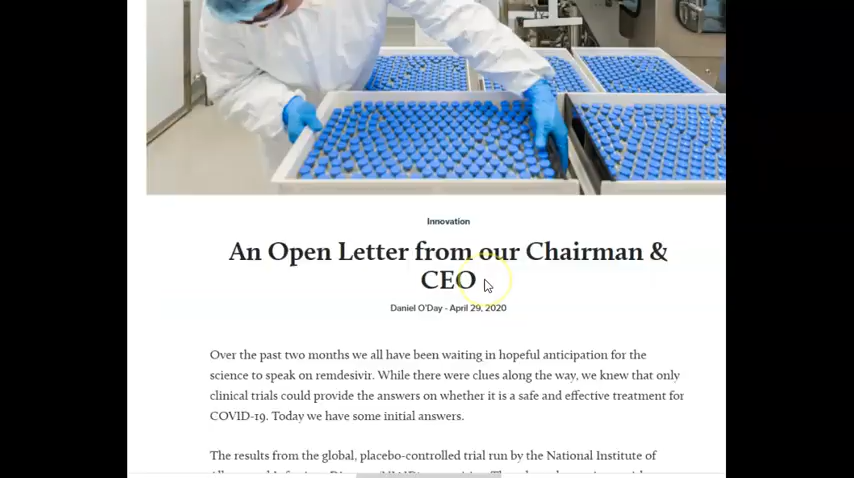 Innovation
An Open Letter from our Chairman &
CEO
Daniel O'Day - April 29, 2020
Over the past two months we all have been waiting in hopeful anticipation for the
science to speak on remdesivir. While there were clues along the way, we knew that only
clinical trials could provide the answers on whether it is a safe and effective treatment for
COVID-19. Today we have some initial answers.
The results from the global, placebo-controlled trial run by the National Institute of